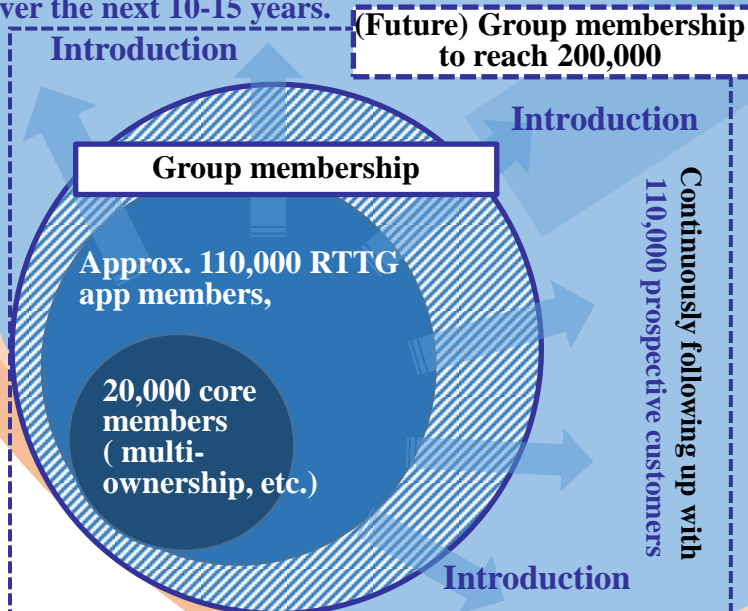 ver the next 10-15 years.
(Future) Group membership
to reach 200,000
Introduction
Introduction
Group membership
Approx. 110,000 RTTG
app members,
20,000 core
members
( multi-
ownership, etc.)
Continuously following up with
110,000 prospective customers
Introduction